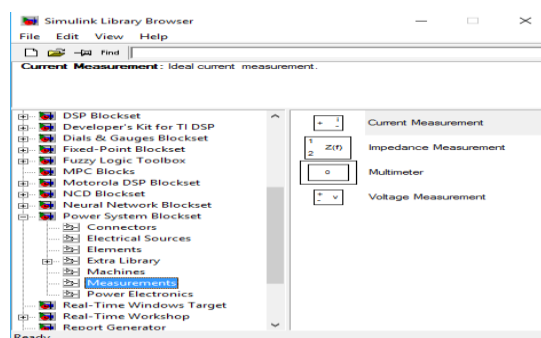 Simulink Library Browser
File Edit View Help
Find
Current Measurement: Ideal current measurement.
DSP Blockset
Developer's Kit for TI DSP
Dials & Gauges Blockset
Fixed-Point Blockset
Fuzzy Logic Toolbox
MPC Blocks
Motorola DSP Blockset
NCD Blockset
Neural Network Blockset
Power System Blockset
Connectors
Electrical Sources
Elements
Extra Library
Machines
Measurements
Power Electronics
Real-Time Windows Target
Real-Time Workshop
Report Generator
+ - i
Current Measurement
1 2 Z(f)
Impedance Measurement
Multimeter
+ - v
Voltage Measurement
Ready